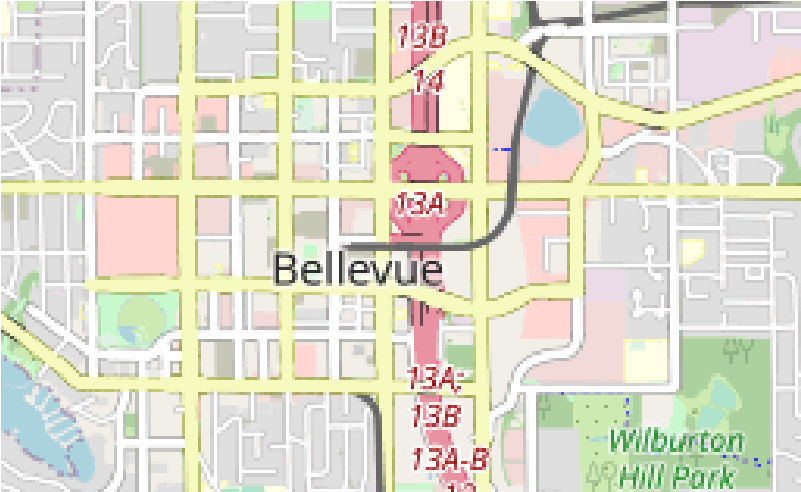 13B
14
13A
Bellevue
13A;
13B
13A-B
Wilburton
Hill Park